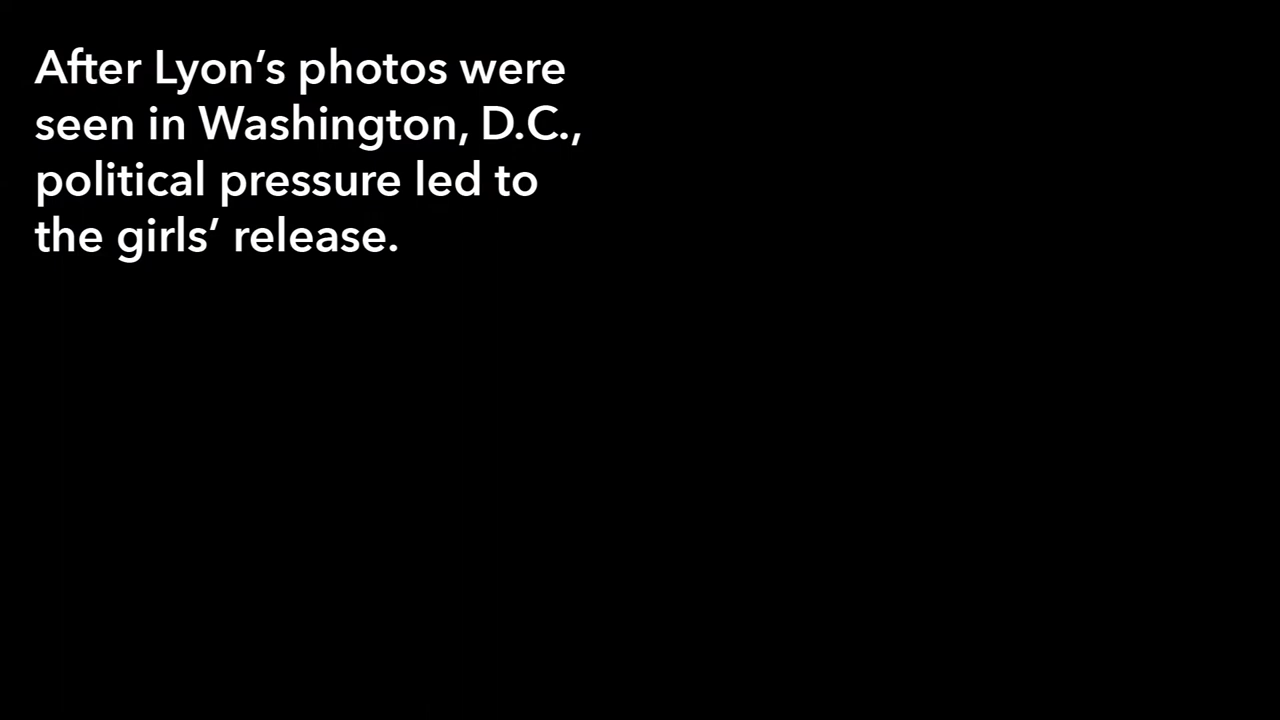 After Lyon’s photos were
seen in Washington, D.C.,
political pressure led to
the girls’ release.